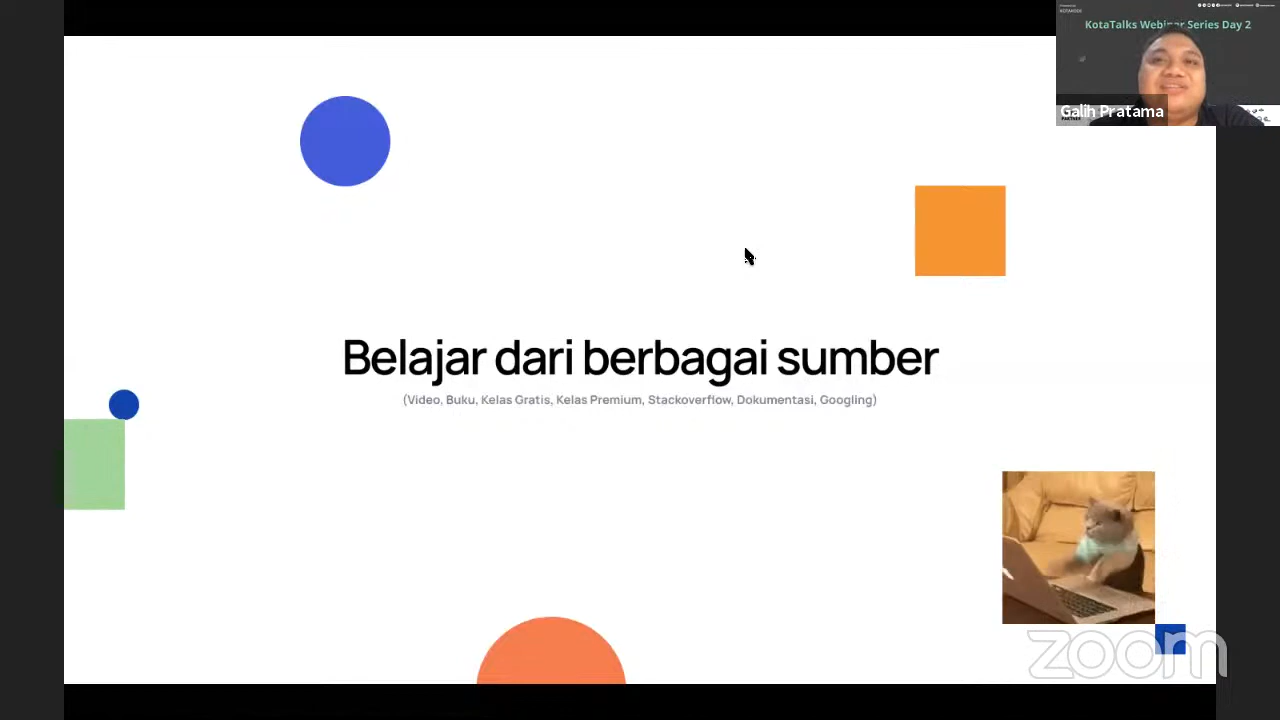 KotaTalks Webinar Series Day 2
Galih Pratama
Belajar dari berbagai sumber
(Video, Buku, Kelas Gratis, Kelas Premium, Stackoverflow, Dokumentasi, Googling)
zoom